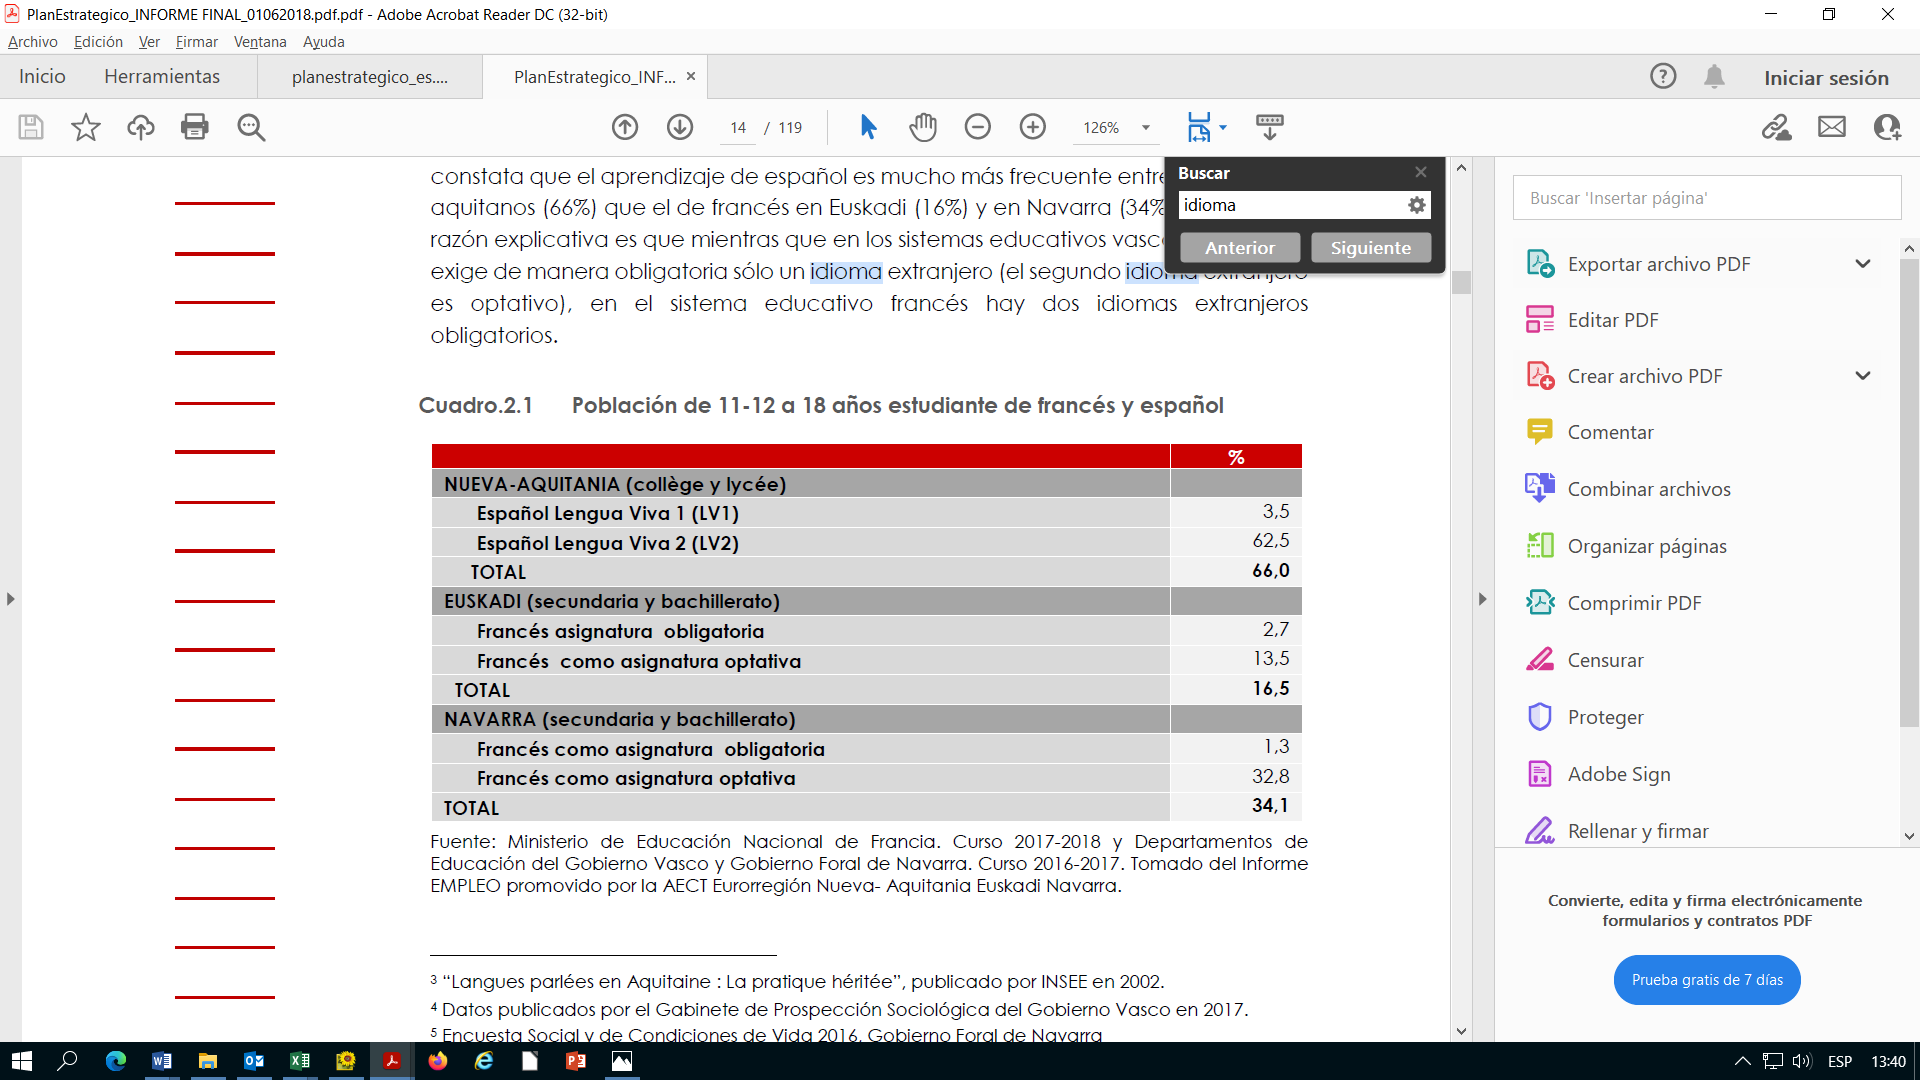 PlanEstrategico_INFORME FINAL_01062018.pdf.pdf - Adobe Acrobat Reader DC (32-bit)
Archivo Edición Ver Firmar Ventana Ayuda
Inicio Herramientas planestrategico_es.... PlanEstrategico_INF... × Iniciar sesión
14 / 119 126%
constata que el aprendizaje de español es mucho más frecuente entre
aquitanos (66%) que el de francés en Euskadi (16%) y en Navarra (34%
razón explicativa es que mientras que en los sistemas educativos vasc
exige de manera obligatoria sólo un idioma extranjero (el segundo idioma extranjero
es optativo), en el sistema educativo francés hay dos idiomas extranjeros
obligatorios.
Buscar
idioma
Anterior Siguiente
Cuadro.2.1 Población de 11-12 a 18 años estudiante de francés y español
%
NUEVA-AQUITANIA (collège y lycée)
Español Lengua Viva 1 (LV1) 3,5
Español Lengua Viva 2 (LV2) 62,5
TOTAL 66,0
EUSKADI (secundaria y bachillerato)
Francés asignatura obligatoria 2,7
Francés como asignatura optativa 13,5
TOTAL 16,5
NAVARRA (secundaria y bachillerato)
Francés como asignatura obligatoria 1,3
Francés como asignatura optativa 32,8
TOTAL 34,1
Fuente: Ministerio de Educación Nacional de Francia. Curso 2017-2018 y Departamentos de
Educación del Gobierno Vasco y Gobierno Foral de Navarra. Curso 2016-2017. Tomado del Informe
EMPLEO promovido por la AECT Eurorregión Nueva- Aquitania Euskadi Navarra.
3 “Langues parlées en Aquitaine : La pratique héritée”, publicado por INSEE en 2002.
4 Datos publicados por el Gabinete de Prospección Sociológica del Gobierno Vasco en 2017.
5 Encuesta Social y de Condiciones de Vida 2016. Gobierno Foral de Navarra
Buscar 'Insertar página'
Exportar archivo PDF
Editar PDF
Crear archivo PDF
Comentar
Combinar archivos
Organizar páginas
Comprimir PDF
Censurar
Proteger
Adobe Sign
Rellenar y firmar
Convierte, edita y firma electrónicamente
formularios y contratos PDF
Prueba gratis de 7 días
ESP 13:40